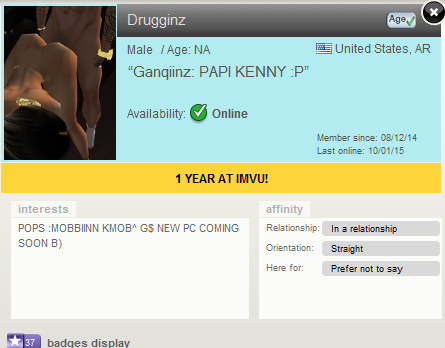 Drugginz
Age
Male / Age: NA
United States, AR
“Ganqiinz: PAPI KENNY :P”
Availability: Online
Member since: 08/12/14
Last online: 10/01/15
1 YEAR AT IMVU!
interests
POPS :MOBBIINN KMOB^ G$ NEW PC COMING
SOON B)
affinity
Relationship: In a relationship
Orientation: Straight
Here for: Prefer not to say
37 badges display